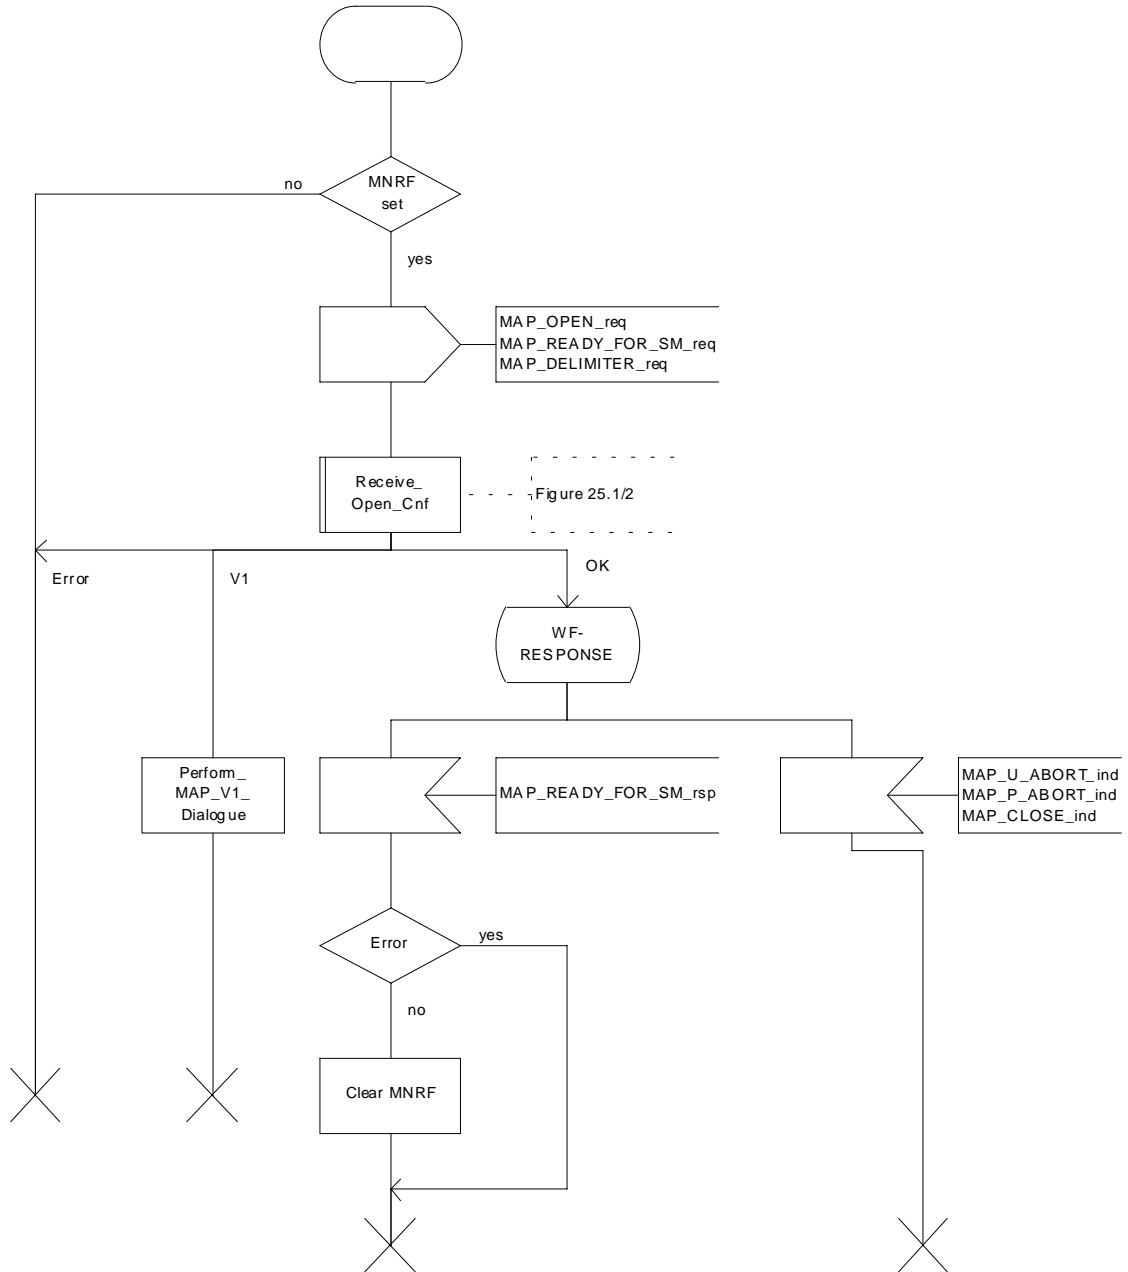 no
MNRF
set
yes
MAP_OPEN_req
MAP_READY_FOR_SM_req
MAP_DELIMITER_req
Receive_
Open_Cnf
Figure 25.1/2
Error
V1
OK
WF-
RESPONSE
Perform_
MAP_V1_
Dialogue
MAP_READY_FOR_SM_rsp
MAP_U_ABORT_ind
MAP_P_ABORT_ind
MAP_CLOSE_ind
Error
yes
no
Clear MNRF